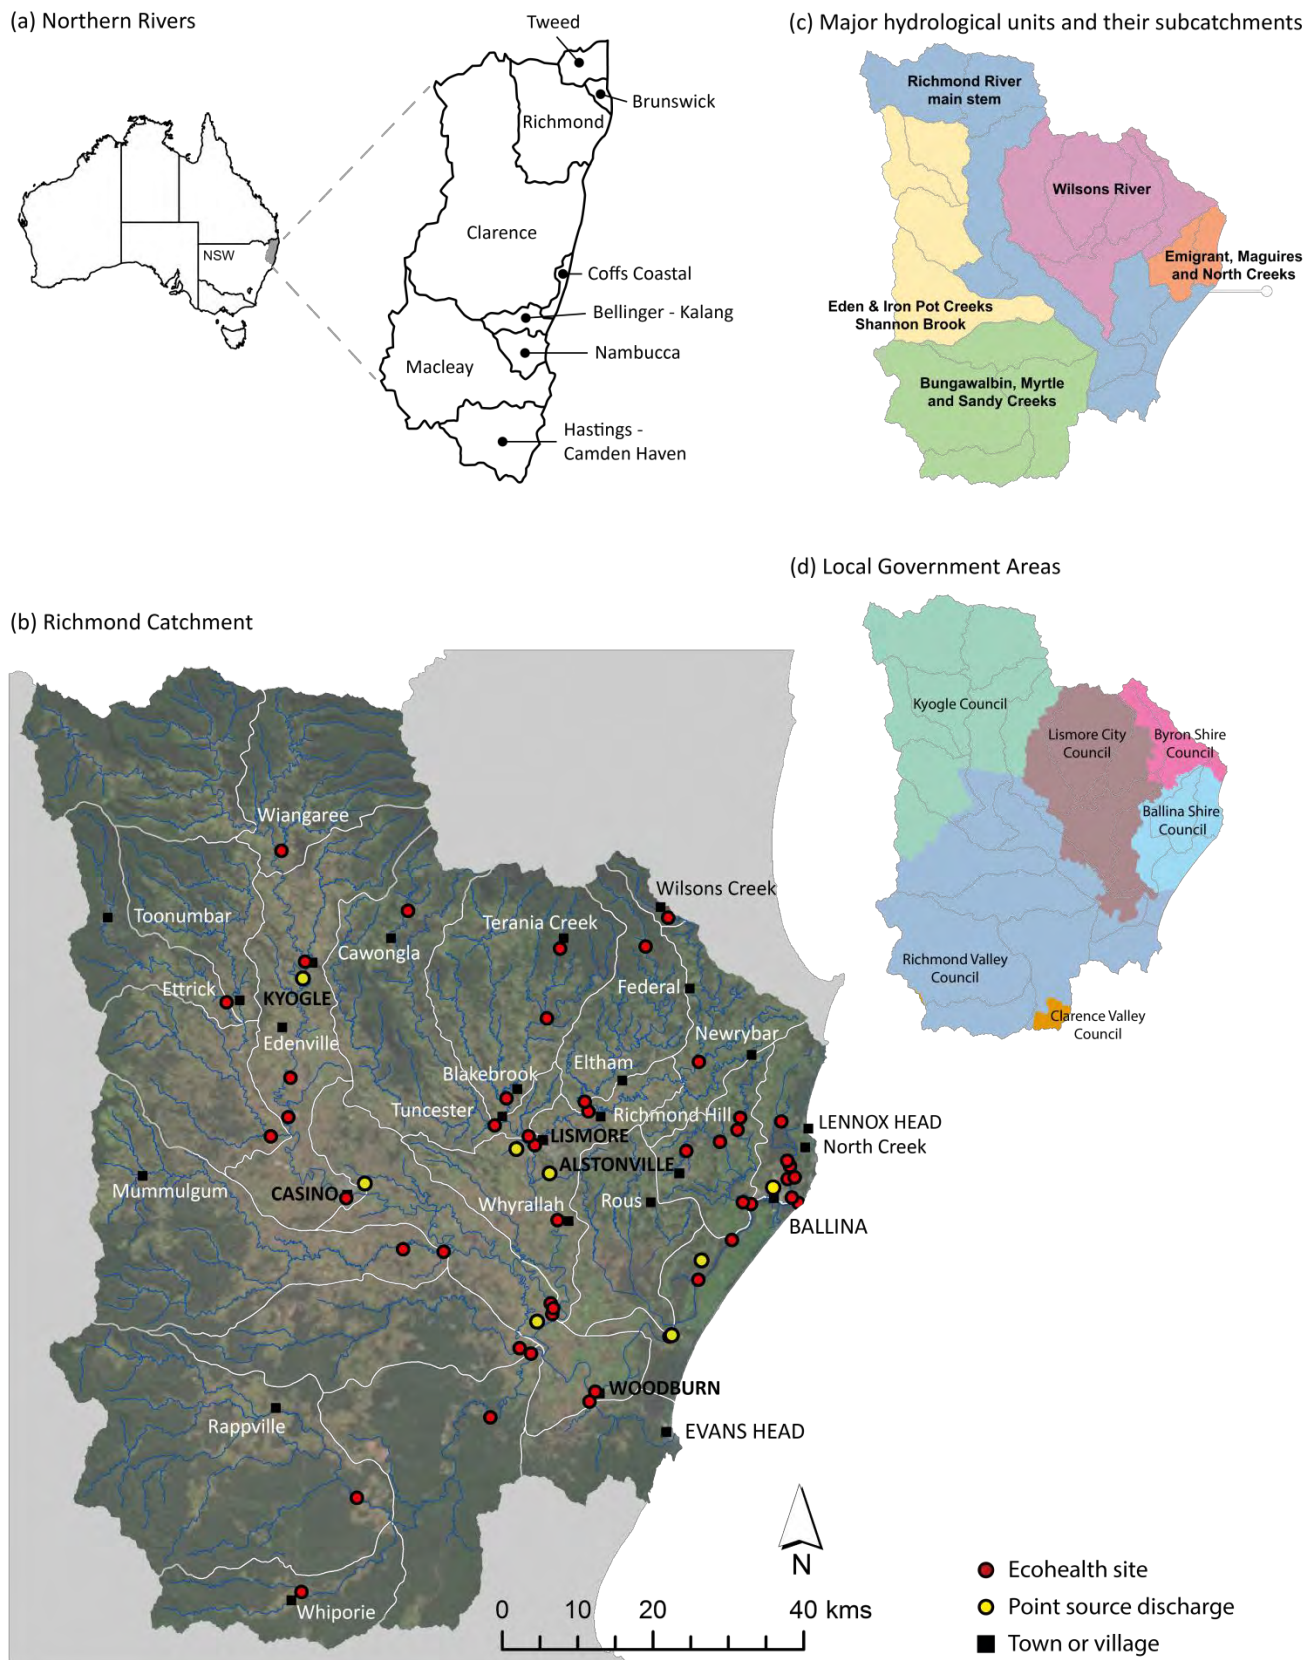 (a) Northern Rivers
Tweed
Brunswick
Richmond
NSW
Clarence
Coffs Coastal
Bellinger - Kalang
Nambucca
Macleay
Hastings -
Camden Haven
(c) Major hydrological units and their subcatchments
Richmond River
main stem
Wilsons River
Emigrant, Maguires
and North Creeks
Eden & Iron Pot Creeks
Shannon Brook
Bungawalbin, Myrtle
and Sandy Creeks
(d) Local Government Areas
Kyogle Council
Lismore City
Council
Byron Shire
Council
Ballina Shire
Council
Richmond Valley
Council
Clarence Valley
Council
(b) Richmond Catchment
Wiangaree
Wilsons Creek
Toonumbar
Terania Creek
Cawongla
Ettrick
KYOGLE
Federal
Edenville
Newrybar
Eltham
Blakebrook
Tuncester
Richmond Hill
LENNOX HEAD
LISMORE
North Creek
ALSTONVILLE
Mummulgum
CASINO
Whyrallah
Rous
BALLINA
WOODBURN
Rappville
EVANS HEAD
Whiporie
N
0 10 20 40 kms
Ecohealth site
Point source discharge
Town or village